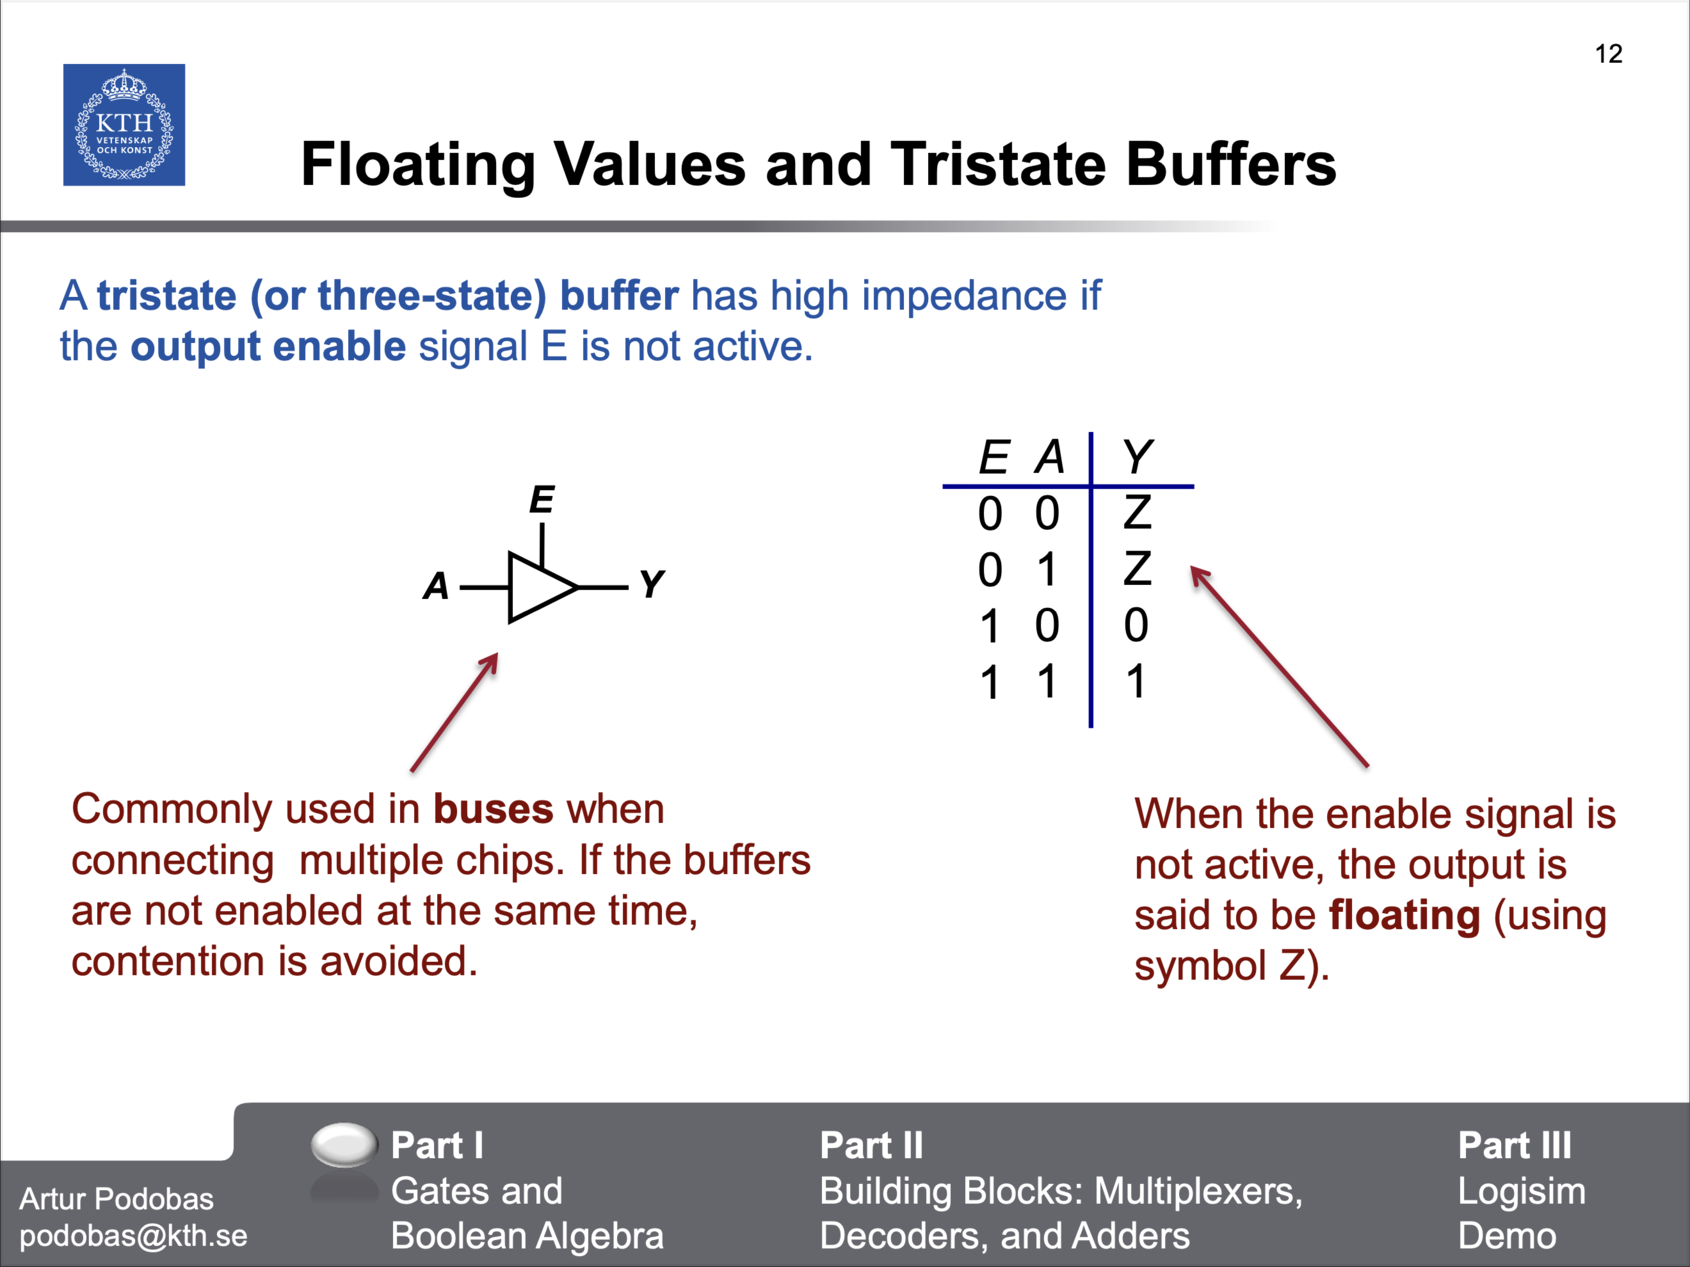 12
KTH
VETENSKAP
OCH KONST
Floating Values and Tristate Buffers
A tristate (or three-state) buffer has high impedance if
the output enable signal E is not active.
E
A
Y
E A Y
0 0 Z
0 1 Z
1 0 0
1 1 1
Commonly used in buses when
connecting  multiple chips. If the buffers
are not enabled at the same time,
contention is avoided.
When the enable signal is
not active, the output is
said to be floating (using
symbol Z).
Artur Podobas
podobas@kth.se
Part I
Gates and
Boolean Algebra
Part II
Building Blocks: Multiplexers,
Decoders, and Adders
Part III
Logisim
Demo